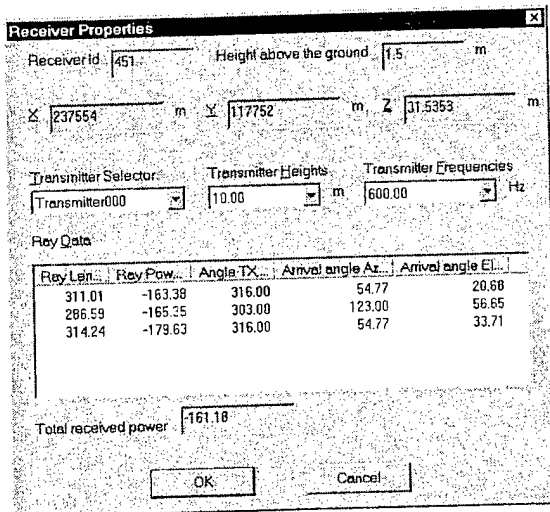 Receiver Properties
Receiver Id 451 Height above the ground 1.5 m
X 237554 m Y 117752 m Z 31.5353 m
Transmitter Selector Transmitter Heights Transmitter Frequencies
Transmitter000 10.00 m 600.00 Hz
Ray Data
Ray Len... Ray Pow... Angle TX... Arrival angle Az... Arrival angle El...
311.01 -163.38 316.00 54.77 20.68
286.59 -165.35 303.00 123.00 56.65
314.24 -179.63 316.00 54.77 33.71
Total received power -161.18
OK Cancel